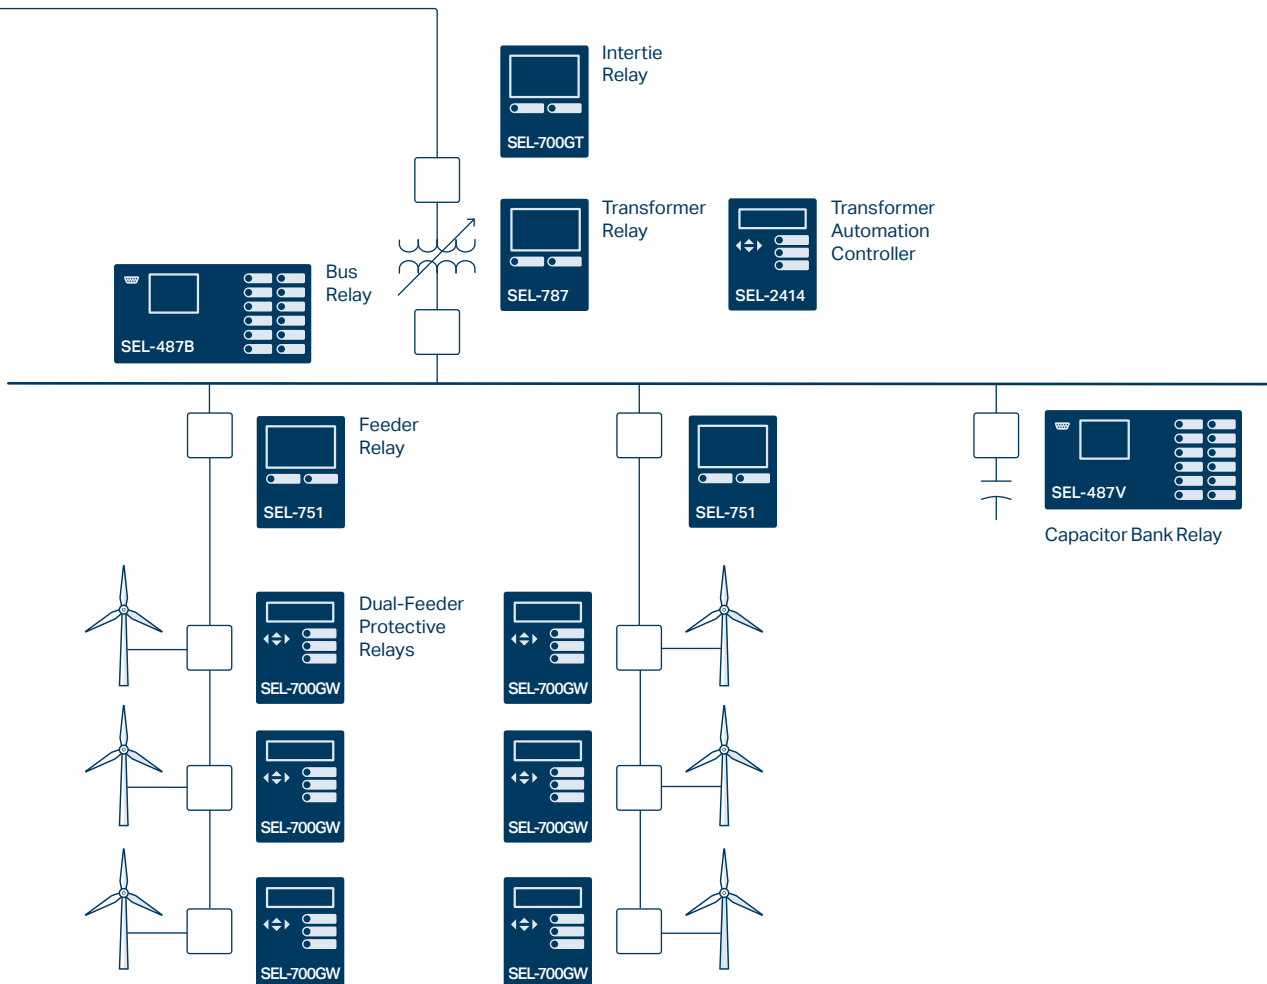 Intertie
Relay
SEL-700GT
Transformer
Relay
SEL-787
Transformer
Automation
Controller
SEL-2414
Bus
Relay
SEL-487B
Feeder
Relay
SEL-751
SEL-751
SEL-487V
Capacitor Bank Relay
Dual-Feeder
Protective
Relays
SEL-700GW
SEL-700GW
SEL-700GW
SEL-700GW
SEL-700GW
SEL-700GW